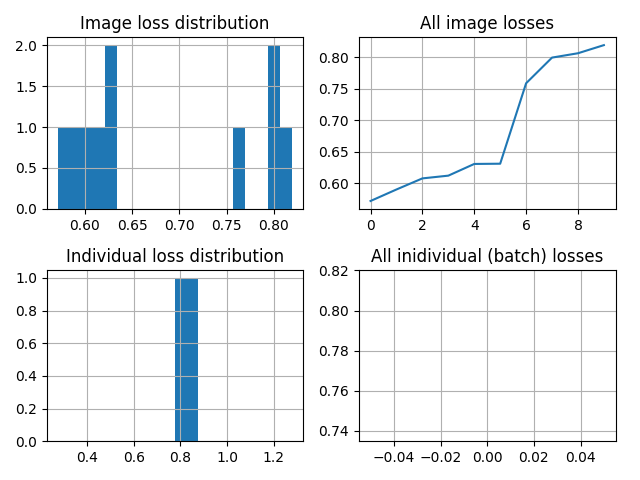 Image loss distribution
2.0
1.5
1.0
0.5
0.0
0.60 0.65 0.70 0.75 0.80
All image losses
0.80
0.75
0.70
0.65
0.60
0 2 4 6 8
Individual loss distribution
1.0
0.8
0.6
0.4
0.2
0.0
0.4 0.6 0.8 1.0 1.2
All inidividual (batch) losses
0.82
0.80
0.78
0.76
0.74
−0.04 −0.02 0.00 0.02 0.04